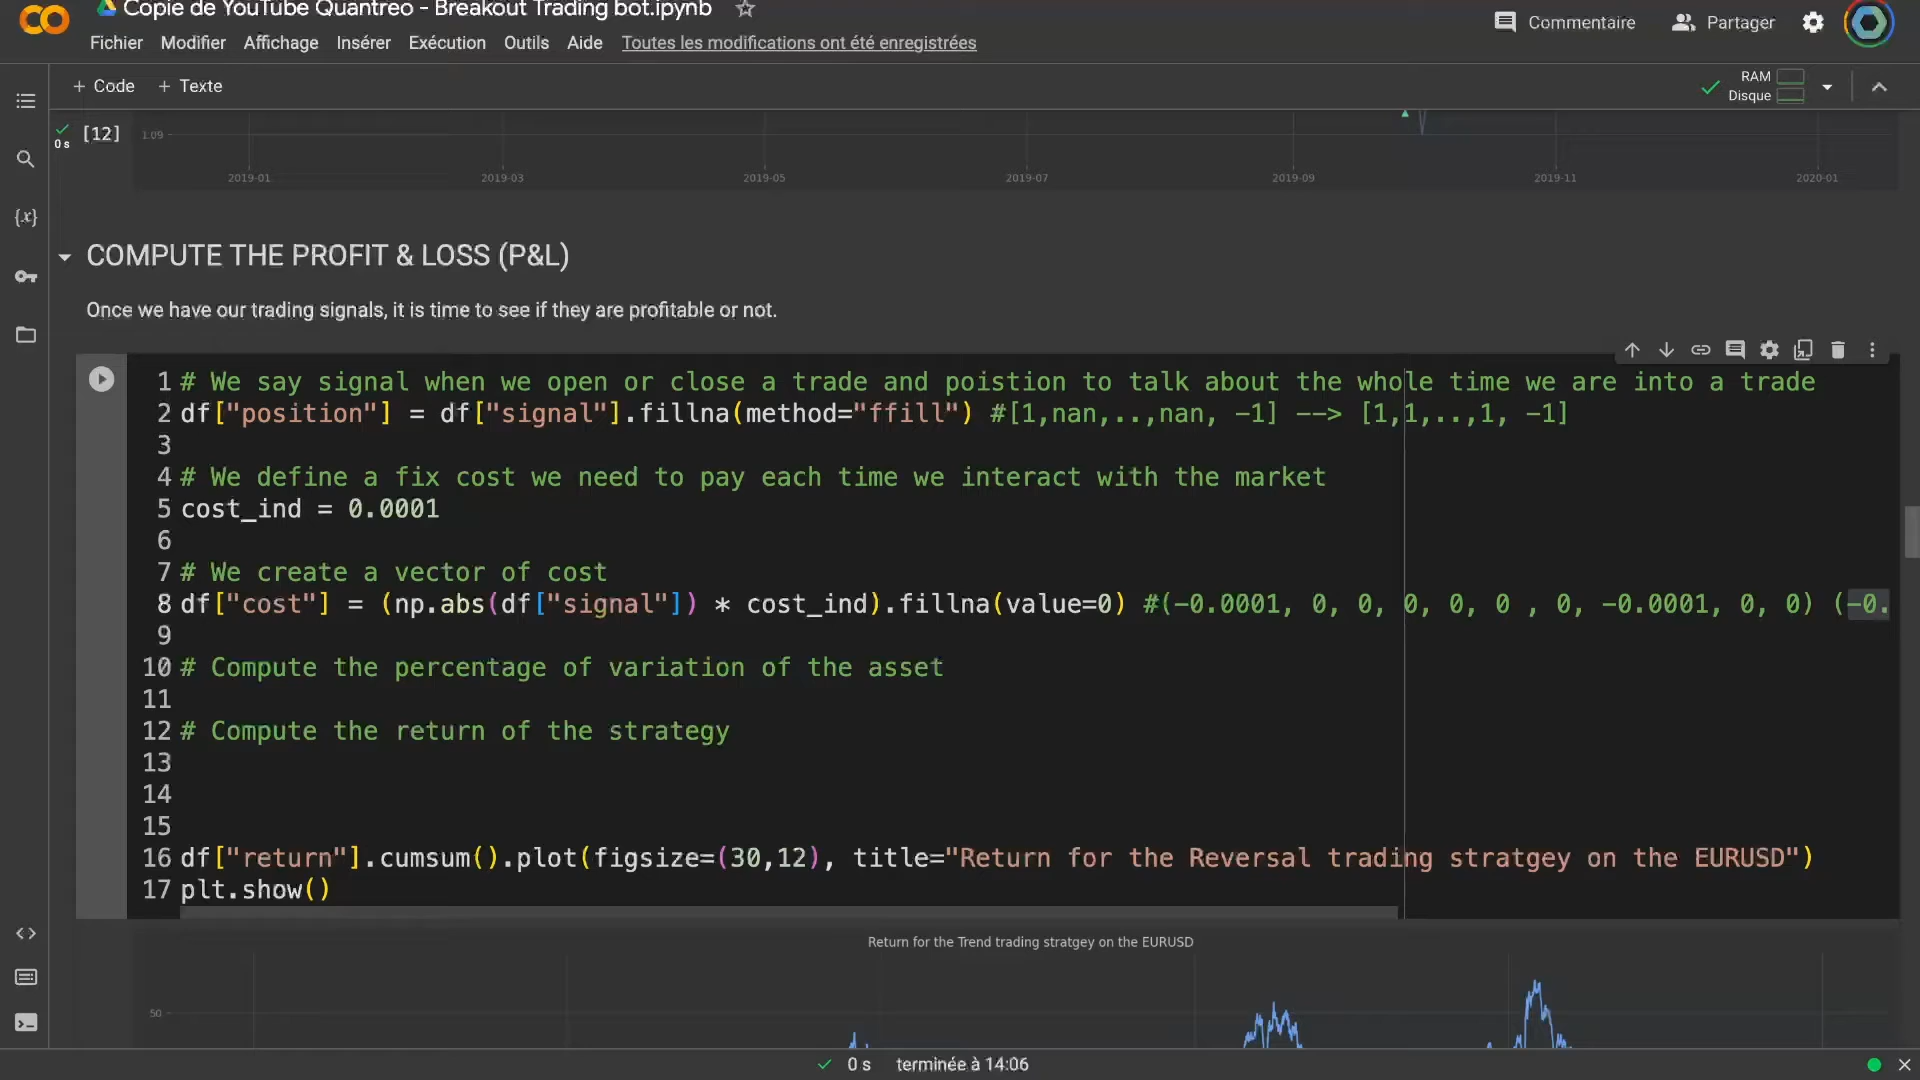 Copie de YouTube Quantreo - Breakout Trading bot.ipynb
Commentaire
Partager
Fichier Modifier Affichage Insérer Exécution Outils Aide Toutes les modifications ont été enregistrées
+ Code + Texte
RAM
Disque
[12]
0 s
1.09
2019-01 2019-03 2019-05 2019-07 2019-09 2019-11 2020-01
{x}
COMPUTE THE PROFIT & LOSS (P&L)
Once we have our trading signals, it is time to see if they are profitable or not.
1 # We say signal when we open or close a trade and poistion to talk about the whole time we are into a trade
2 df["position"] = df["signal"].fillna(method="ffill") #[1,nan,..,nan, -1] --> [1,1,..,1, -1]
3
4 # We define a fix cost we need to pay each time we interact with the market
5 cost_ind = 0.0001
6
7 # We create a vector of cost
8 df["cost"] = (np.abs(df["signal"]) * cost_ind).fillna(value=0) #(-0.0001, 0, 0, 0, 0, 0 , 0, -0.0001, 0, 0) (-0.
9
10 # Compute the percentage of variation of the asset
11
12 # Compute the return of the strategy
13
14
15
16 df["return"].cumsum().plot(figsize=(30,12), title="Return for the Reversal trading stratgey on the EURUSD")
17 plt.show()
Return for the Trend trading stratgey on the EURUSD
50
0 s terminée à 14:06